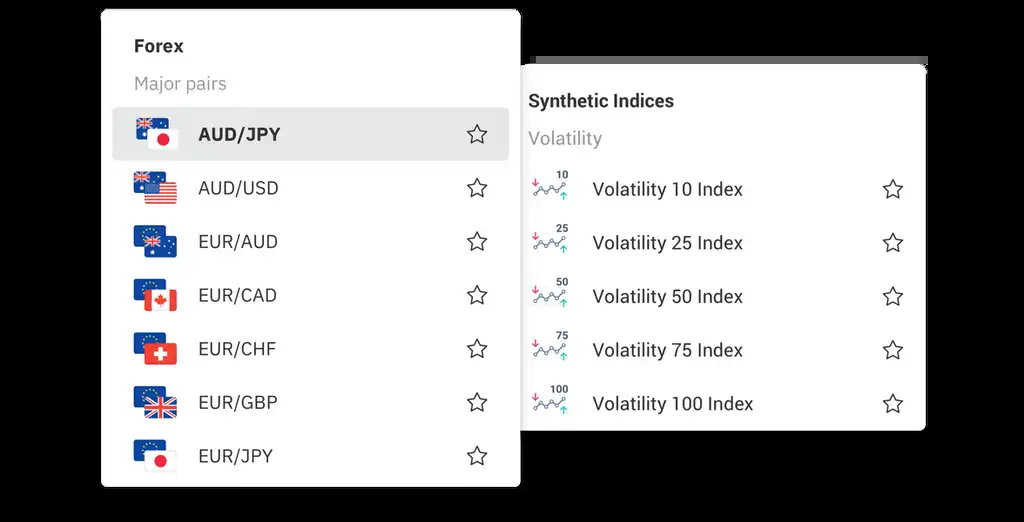 Forex
Major pairs
AUD/JPY
AUD/USD
EUR/AUD
EUR/CAD
EUR/CHF
EUR/GBP
EUR/JPY
Synthetic Indices
Volatility
10
Volatility 10 Index
25
Volatility 25 Index
50
Volatility 50 Index
75
Volatility 75 Index
100
Volatility 100 Index